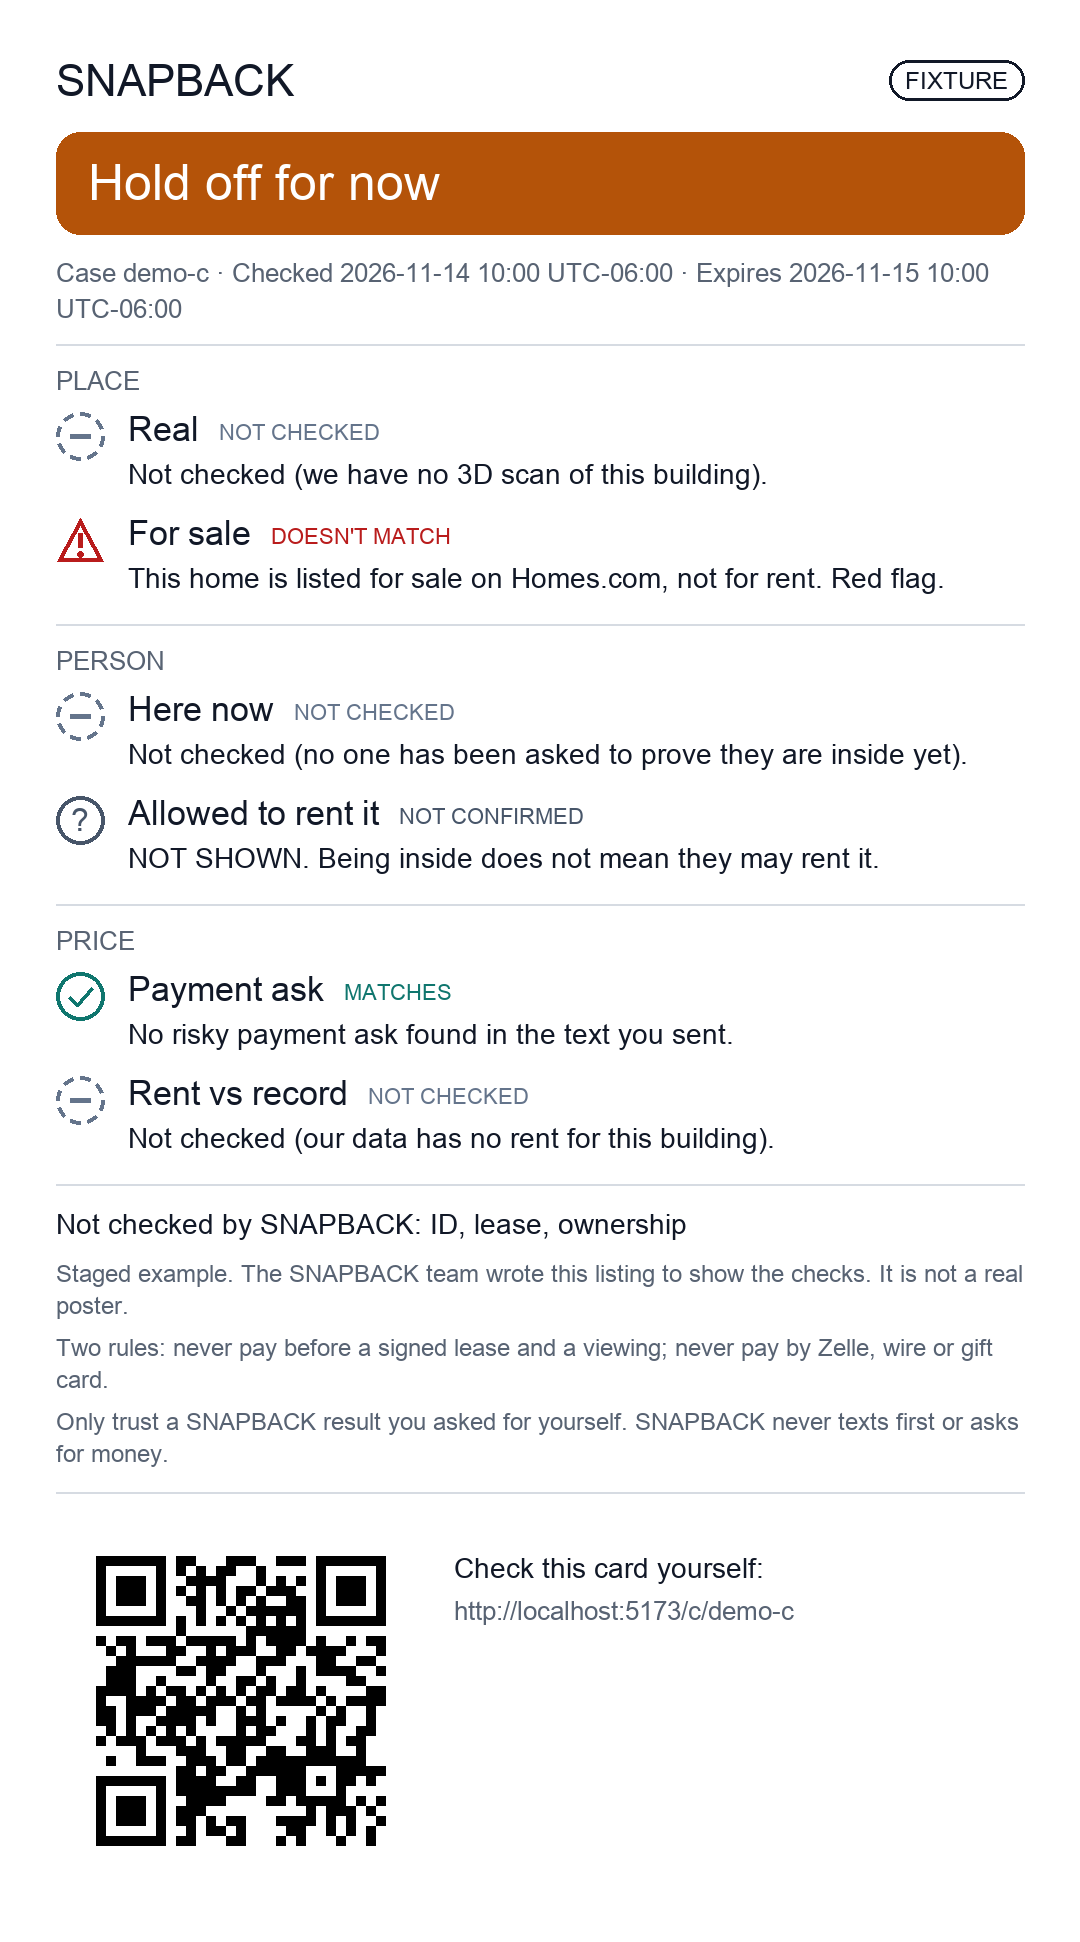 SNAPBACK
FIXTURE
Hold off for now
Case demo-c · Checked 2026-11-14 10:00 UTC-06:00 · Expires 2026-11-15 10:00
UTC-06:00
PLACE
Real NOT CHECKED
Not checked (we have no 3D scan of this building).
For sale DOESN'T MATCH
This home is listed for sale on Homes.com, not for rent. Red flag.
PERSON
Here now NOT CHECKED
Not checked (no one has been asked to prove they are inside yet).
? Allowed to rent it NOT CONFIRMED
NOT SHOWN. Being inside does not mean they may rent it.
PRICE
Payment ask MATCHES
No risky payment ask found in the text you sent.
Rent vs record NOT CHECKED
Not checked (our data has no rent for this building).
Not checked by SNAPBACK: ID, lease, ownership
Staged example. The SNAPBACK team wrote this listing to show the checks. It is not a real
poster.
Two rules: never pay before a signed lease and a viewing; never pay by Zelle, wire or gift
card.
Only trust a SNAPBACK result you asked for yourself. SNAPBACK never texts first or asks
for money.
Check this card yourself:
http://localhost:5173/c/demo-c